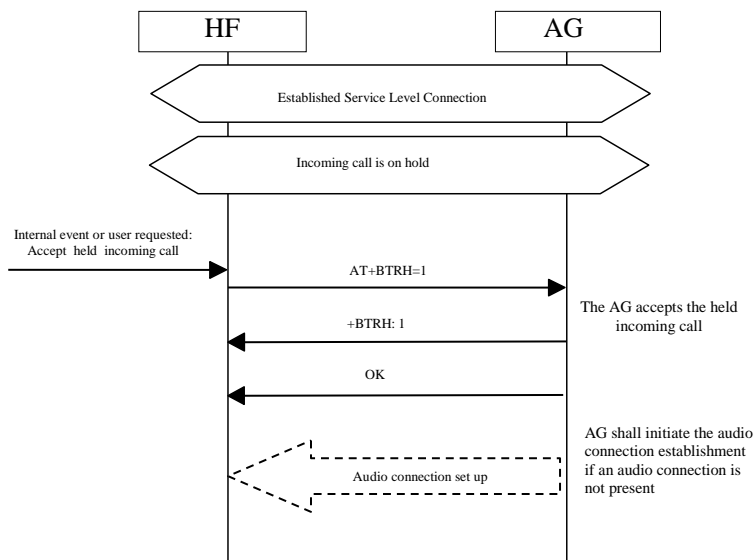 HF
AG
Established Service Level Connection
Incoming call is on hold
Internal event or user requested:
Accept held incoming call
AT+BTRH=1
The AG accepts the held
incoming call
+BTRH: 1
OK
AG shall initiate the audio
connection establishment
if an audio connection is
not present
Audio connection set up